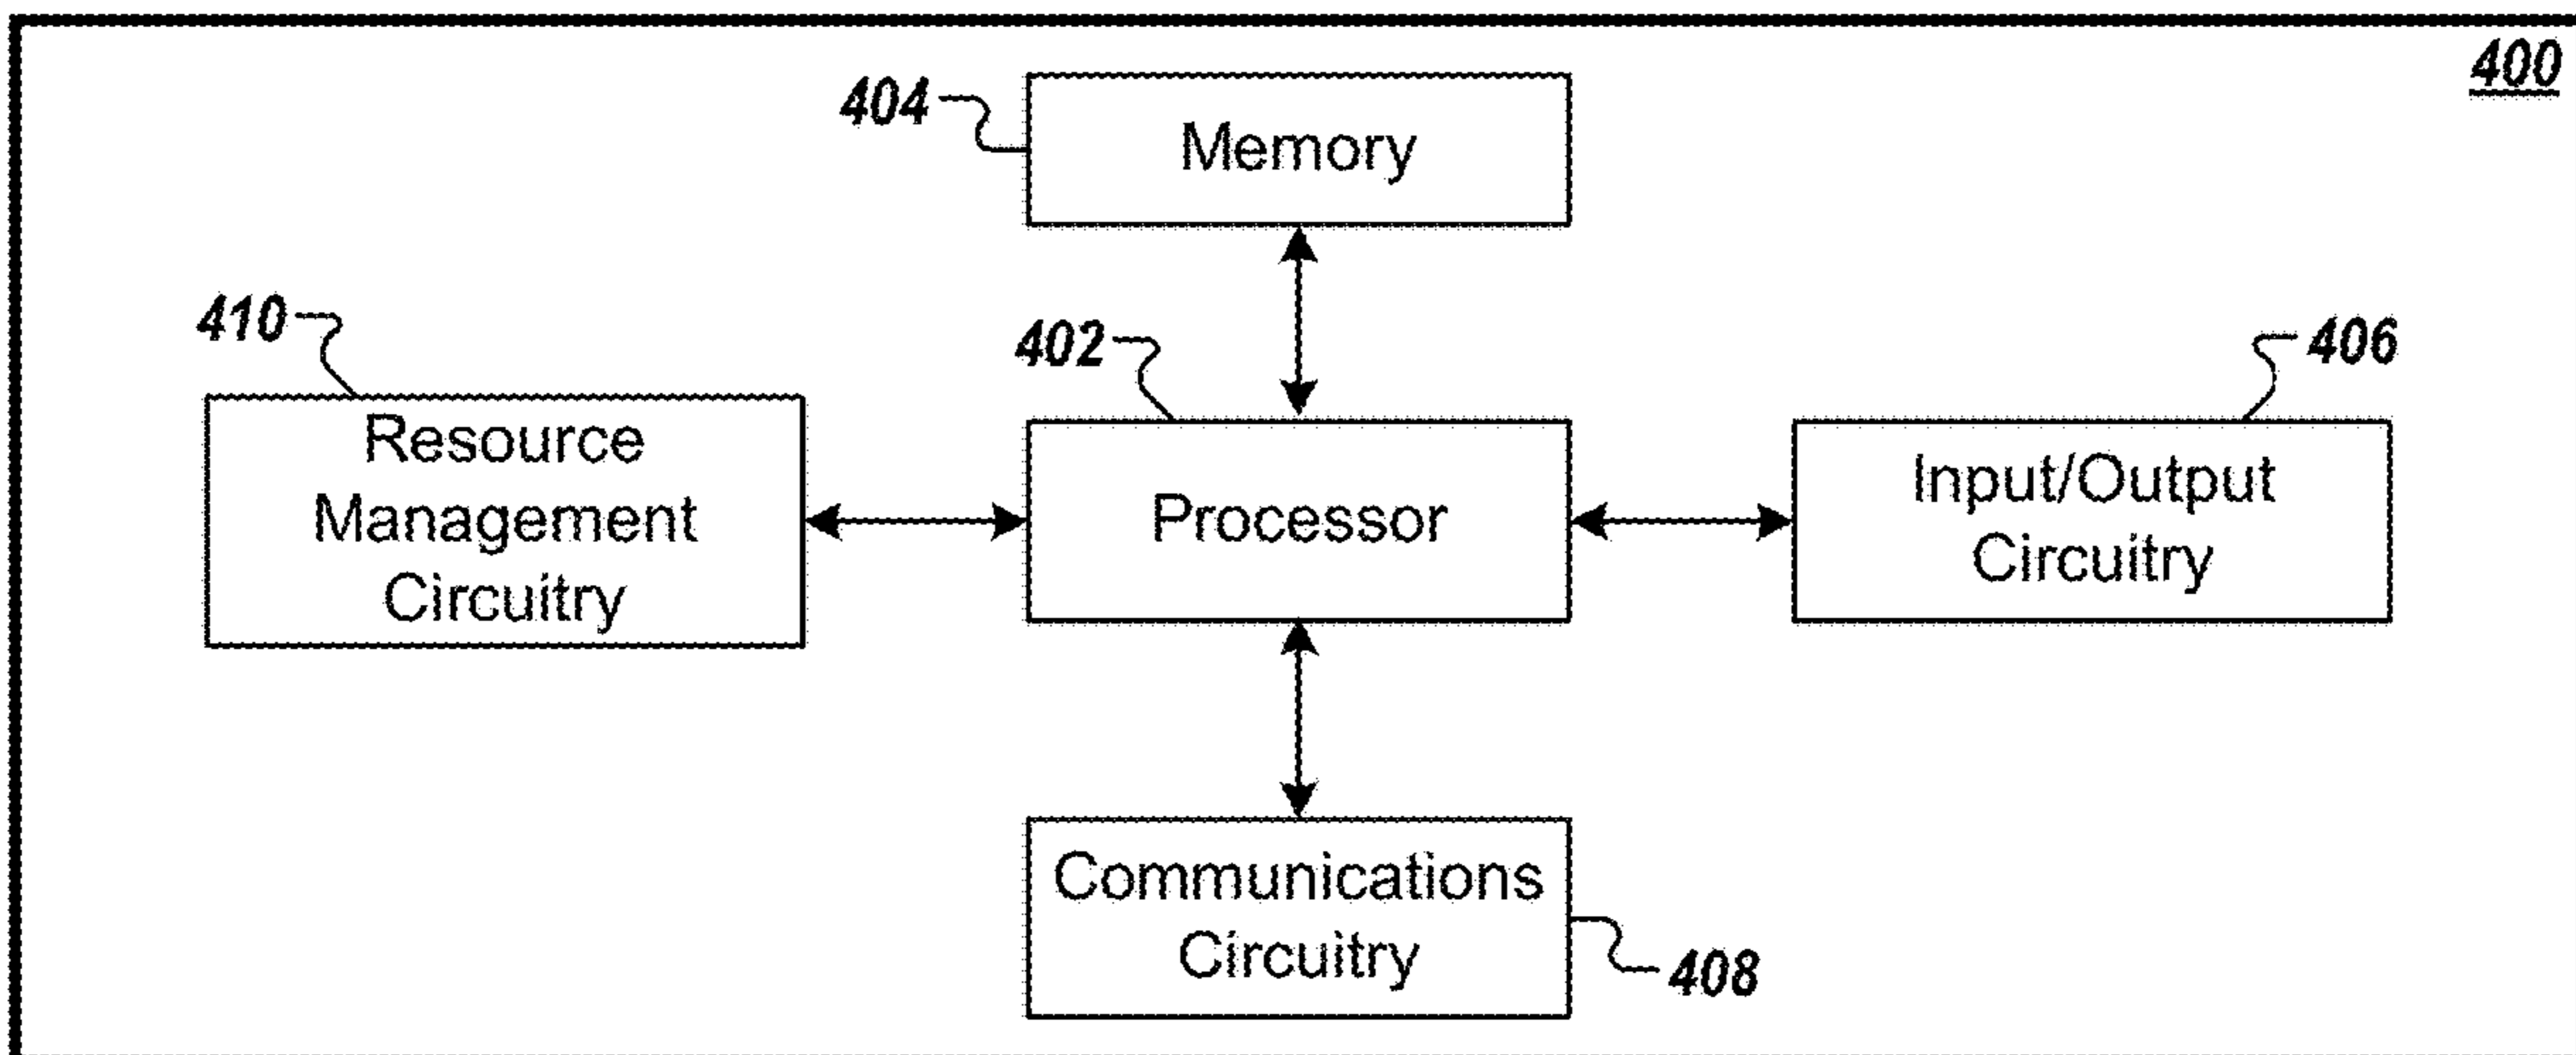 400
404
Memory
410
402
406
Resource
Management
Circuitry
Processor
Input/Output
Circuitry
Communications
Circuitry
408